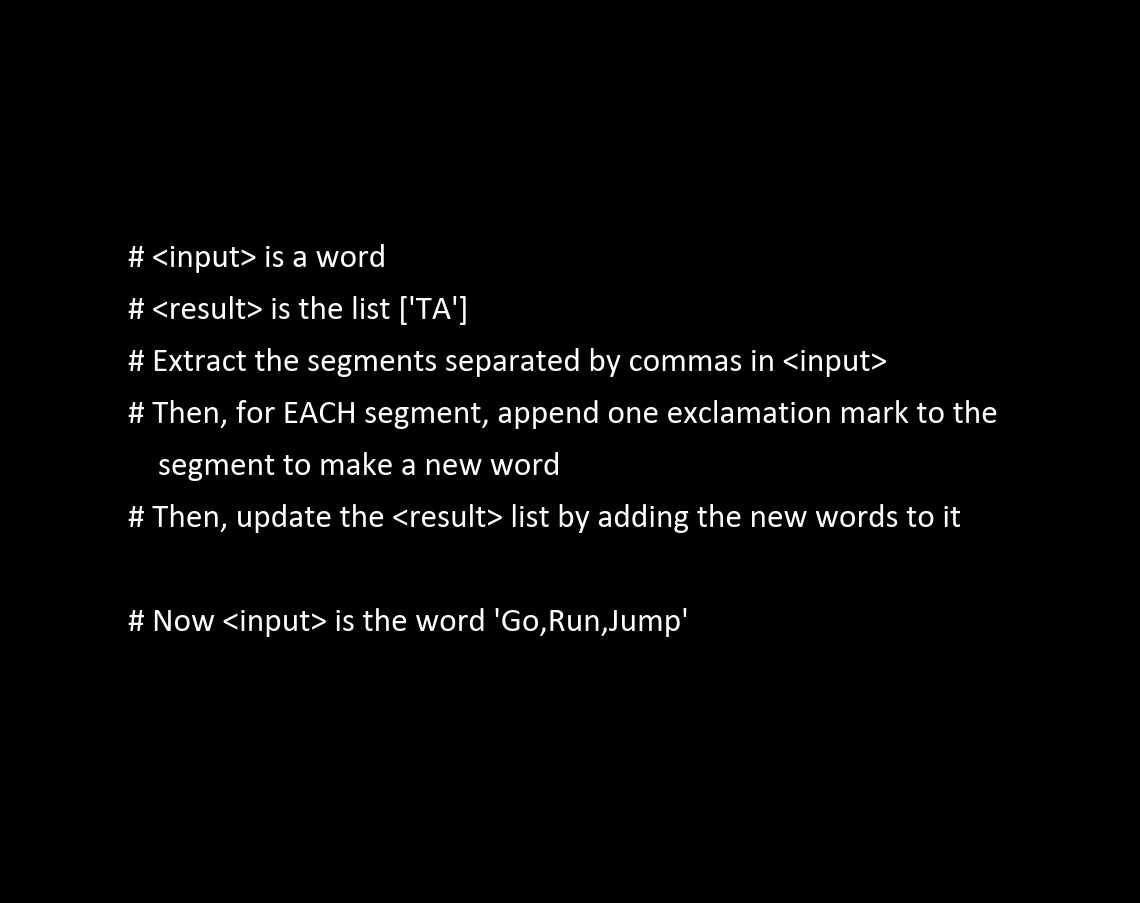 # <input> is a word
# <result> is the list ['TA']
# Extract the segments separated by commas in <input>
# Then, for EACH segment, append one exclamation mark to the
segment to make a new word
# Then, update the <result> list by adding the new words to it
# Now <input> is the word 'Go,Run,Jump'